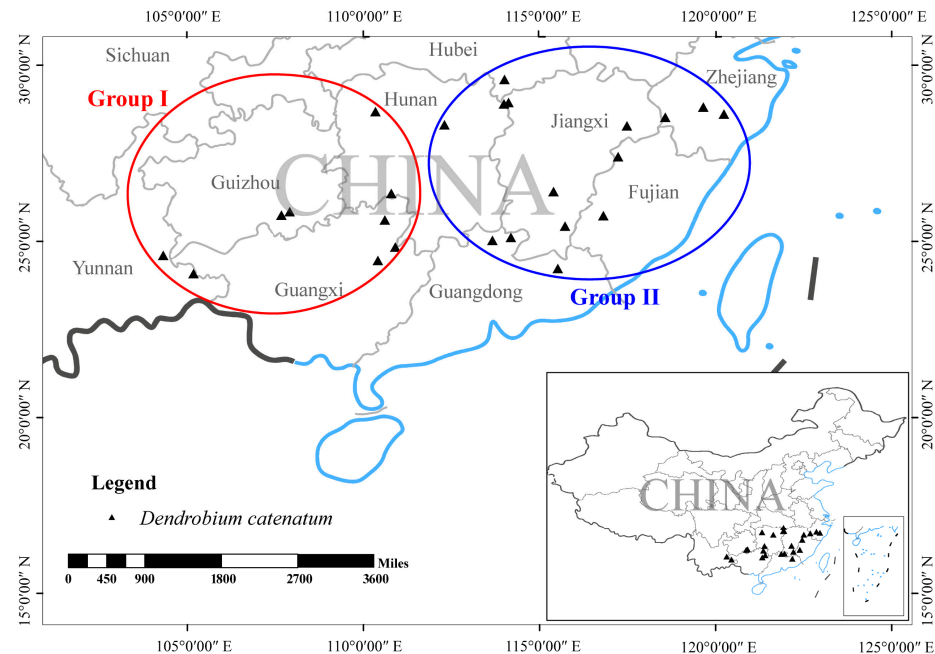 105°0'0'' E 110°0'0'' E 115°0'0'' E 120°0'0'' E 125°0'0'' E
30°0'0'' N
25°0'0'' N
20°0'0'' N
15°0'0'' N
Sichuan
Hubei
Zhejiang
Group I
Hunan
Jiangxi
CHINA
Guizhou
Fujian
Yunnan
Guangxi
Guangdong
Group II
30°0'0'' N
25°0'0'' N
20°0'0'' N
15°0'0'' N
Legend
Dendrobium catenatum
Miles
0 450 900 1800 2700 3600
CHINA
105°0'0'' E 110°0'0'' E 115°0'0'' E 120°0'0'' E 125°0'0'' E